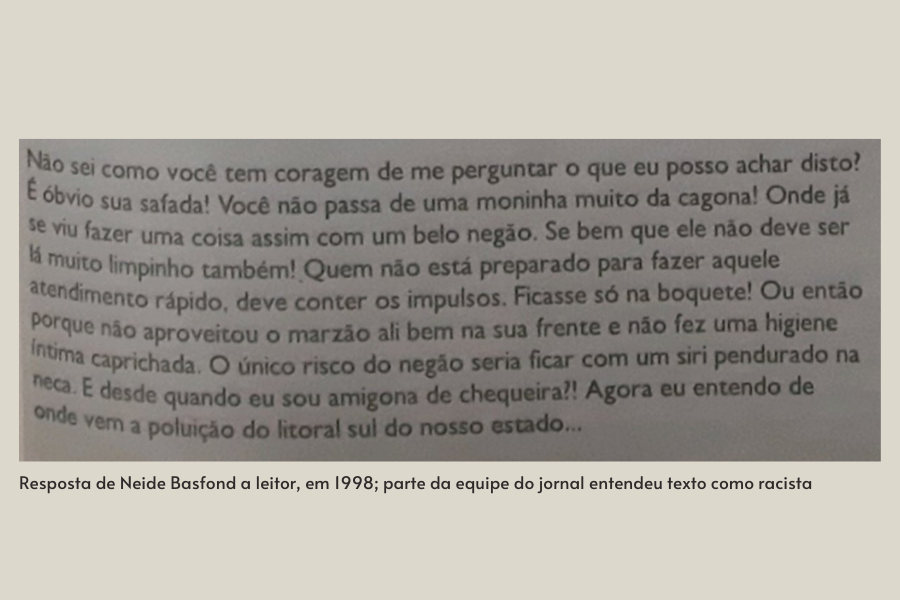 Não sei como você tem coragem de me perguntar o que eu posso achar disto?
É óbvio sua safada! Você não passa de uma moninha muito da cagona! Onde já
se viu fazer uma coisa assim com um belo negão. Se bem que ele não deve ser
lá muito limpinho também! Quem não está preparado para fazer aquele
atendimento rápido, deve conter os impulsos. Ficasse só na boquete! Ou então
porque não aproveitou o marzão ali bem na sua frente e não fez uma higiene
íntima caprichada. O único risco do negão seria ficar com um siri pendurado na
neca. E desde quando eu sou amigona de chequeira?! Agora eu entendo de
onde vem a poluição do litoral sul do nosso estado...
Resposta de Neide Basfond a leitor, em 1998; parte da equipe do jornal entendeu texto como racista